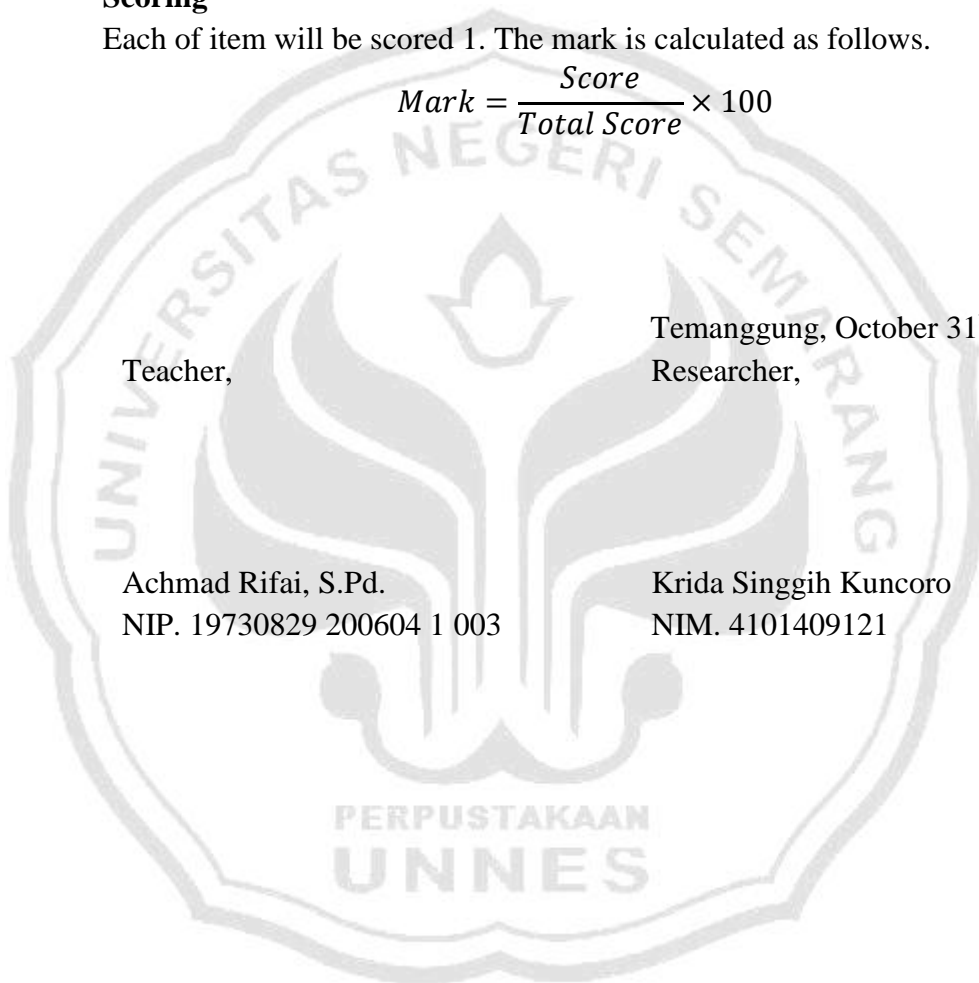 Scoring
Each of item will be scored 1. The mark is calculated as follows.
Mark = Score / Total Score × 100
Temanggung, October 31
Teacher,
Researcher,
Achmad Rifai, S.Pd.
Krida Singgih Kuncoro
NIP. 19730829 200604 1 003
NIM. 4101409121
UNIVERSITAS NEGERI SEMARANG
PERPUSTAKAAN
UNNES